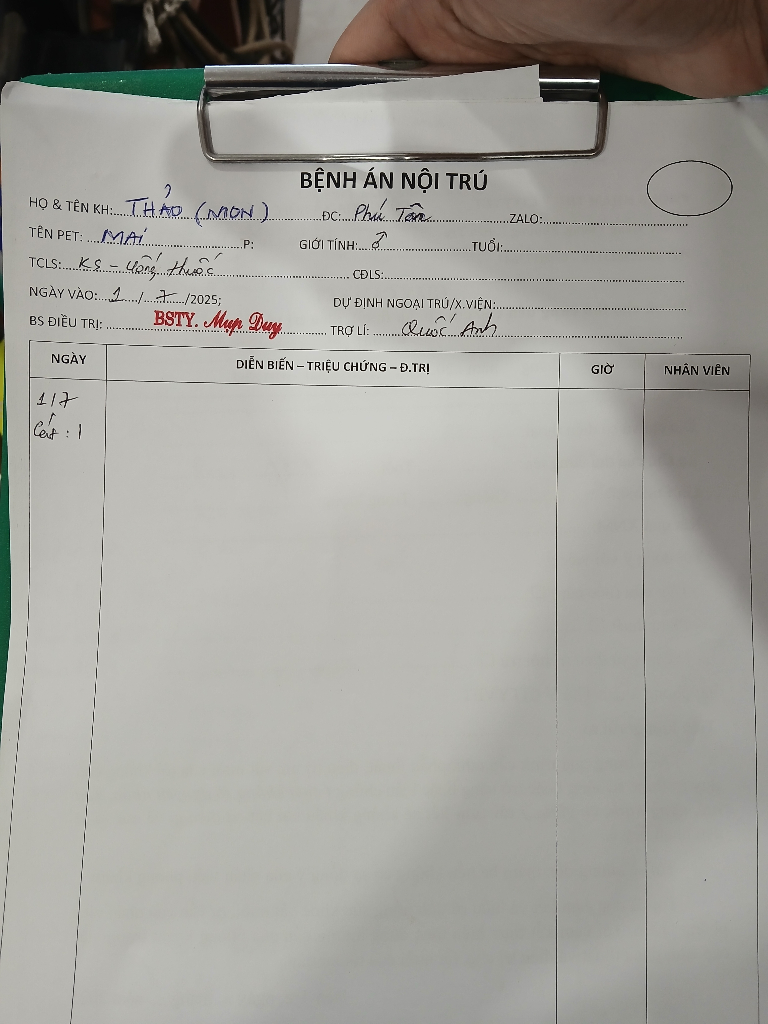 BỆNH ÁN NỘI TRÚ
HỌ & TÊN KH: THẢO (MON) ĐC: Phú Tân ZALO:
TÊN PET: MAI P: GIỚI TÍNH: ♂ TUỔI:
TCLS: KS - Uống thuốc CĐLS:
NGÀY VÀO: 1 / 7 /2025; DỰ ĐỊNH NGOẠI TRÚ/X.VIỆN:
BS ĐIỀU TRỊ: BSTY. Mụp Duy TRỢ LÍ: Quốc Anh
NGÀY DIỄN BIẾN – TRIỆU CHỨNG – Đ.TRỊ GIỜ NHÂN VIÊN
1/7
: 1